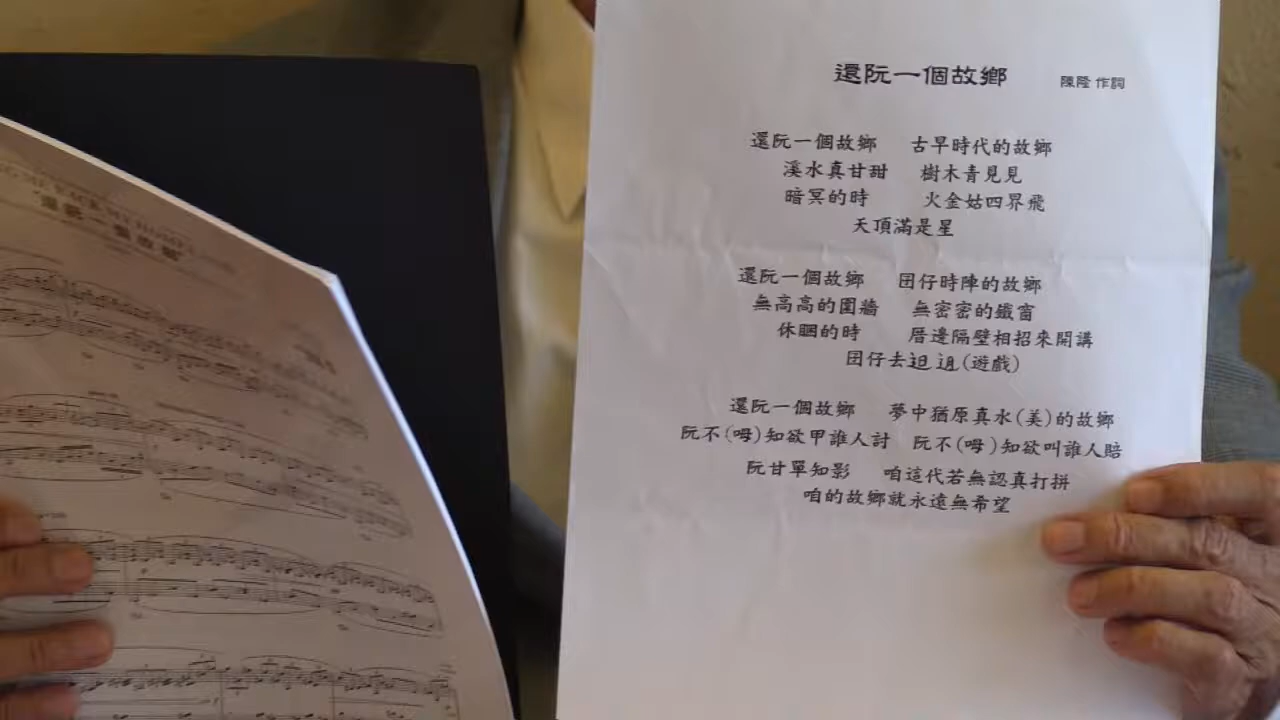 還阮一個故鄉 陳隆 作詞
還阮一個故鄉 古早時代的故鄉
溪水真甘甜 樹木青見見
暗冥的時 火金姑四界飛
天頂滿是星
還阮一個故鄉 囝仔時陣的故鄉
無高高的圍牆 無密密的鐵窗
休睏的時 厝邊隔壁相招來開講
囝仔去迌迌(遊戲)
還阮一個故鄉 夢中猶原真水(美)的故鄉
阮不(呣)知欲甲誰人討 阮不(呣)知欲叫誰人賠
阮甘單知影 咱這代若無認真打拼
咱的故鄉就永遠無希望
還阮一個故鄉